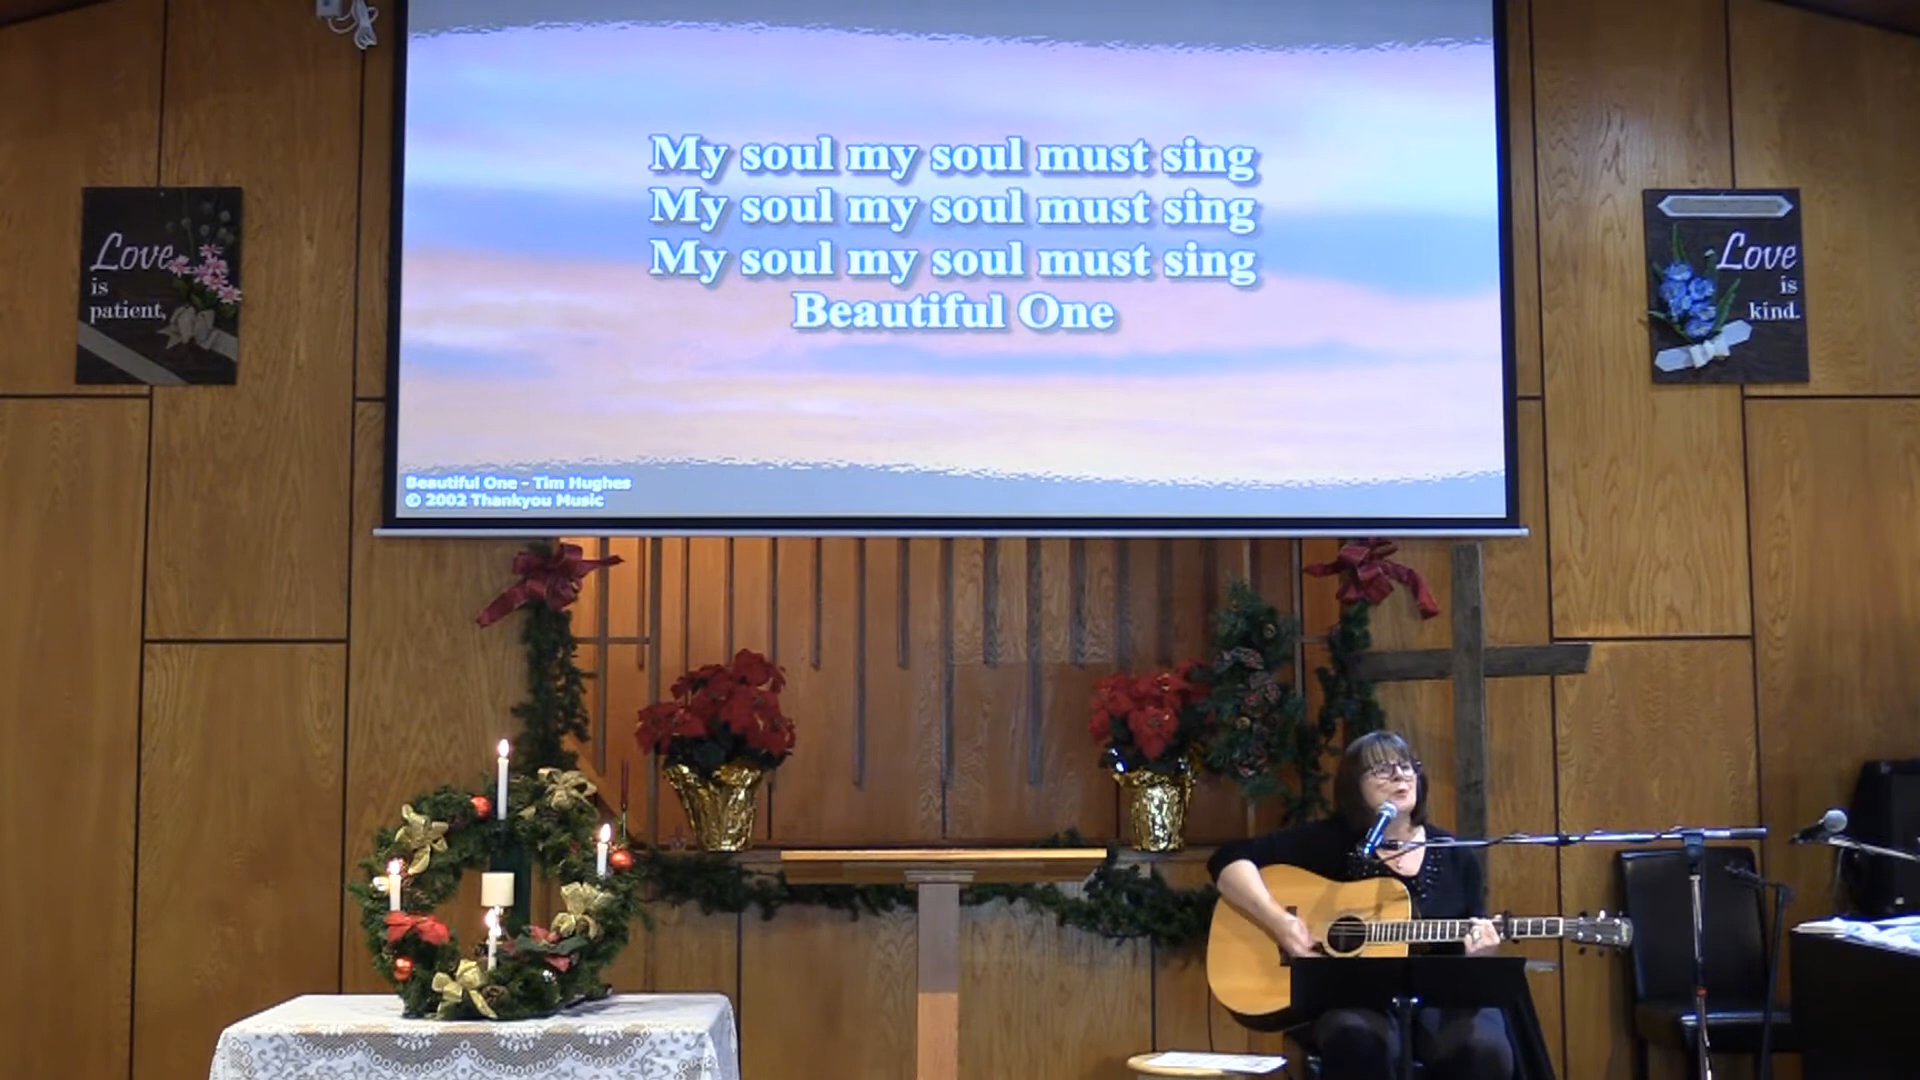 My soul my soul must sing
My soul my soul must sing
My soul my soul must sing
Beautiful One
Beautiful One - Tim Hughes
© 2002 Thankyou Music
Love
is
patient,
Love
is
kind.